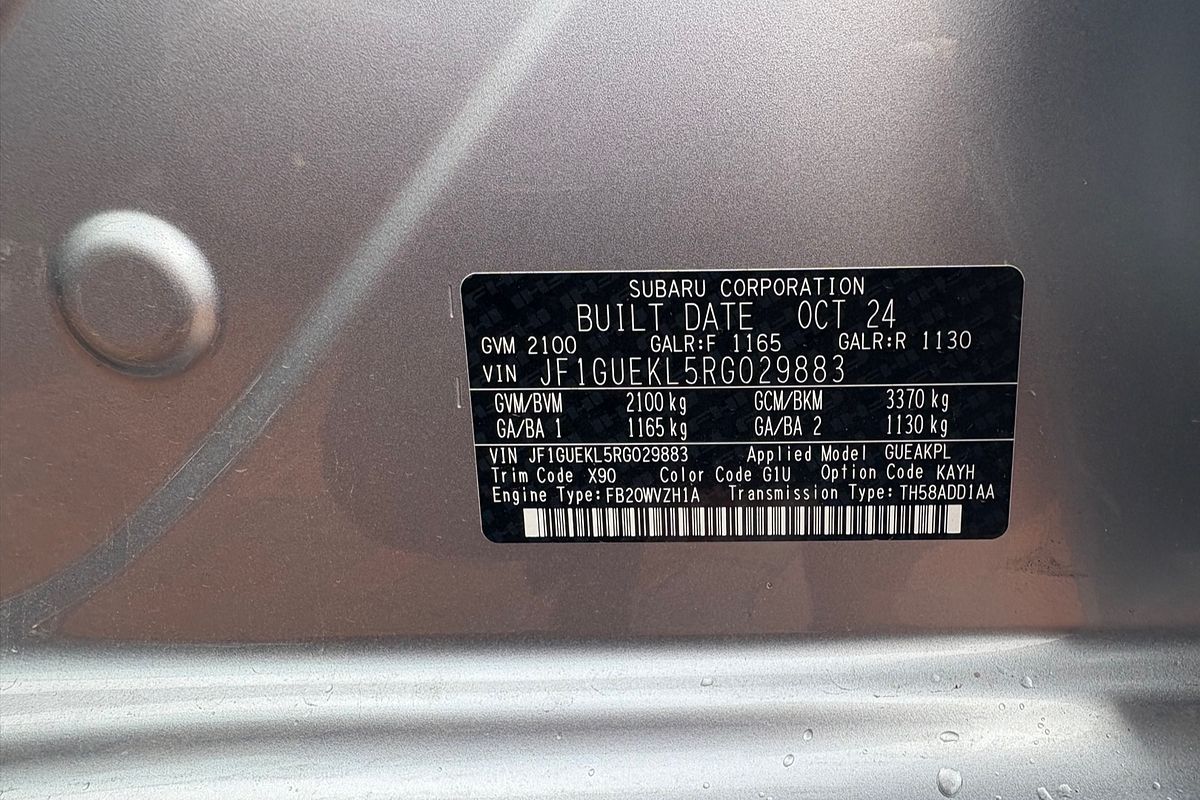 SUBARU CORPORATION
BUILT DATE OCT 24
GVM 2100 GALR:F 1165 GALR:R 1130
VIN JF1GUEKL5RG029883
GVM/BVM 2100 kg GCM/BKM 3370 kg
GA/BA 1 1165 kg GA/BA 2 1130 kg
VIN JF1GUEKL5RG029883 Applied Model GUEAKPL
Trim Code X90 Color Code G1U Option Code KAYH
Engine Type:FB20WVZH1A Transmission Type:TH58ADD1AA